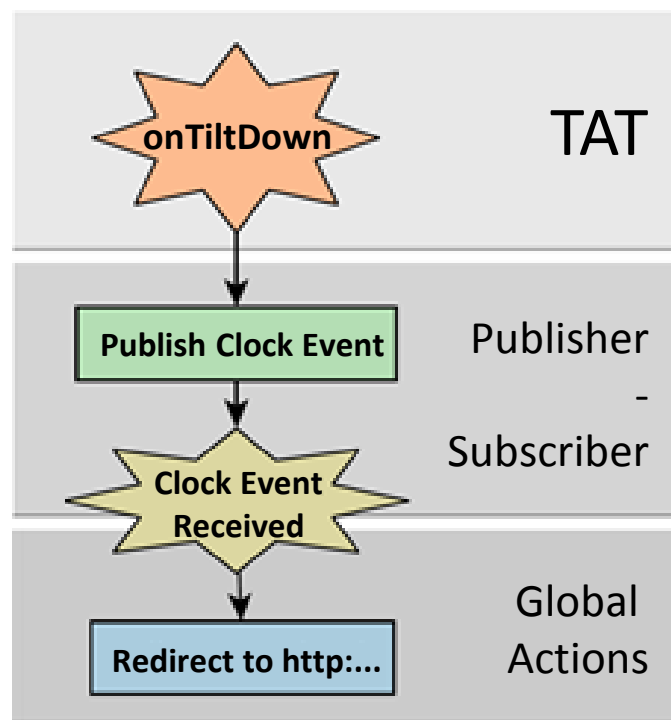 onTiltDown
TAT
Publish Clock Event
Publisher
-
Subscriber
Clock Event
Received
Global
Actions
Redirect to http:...